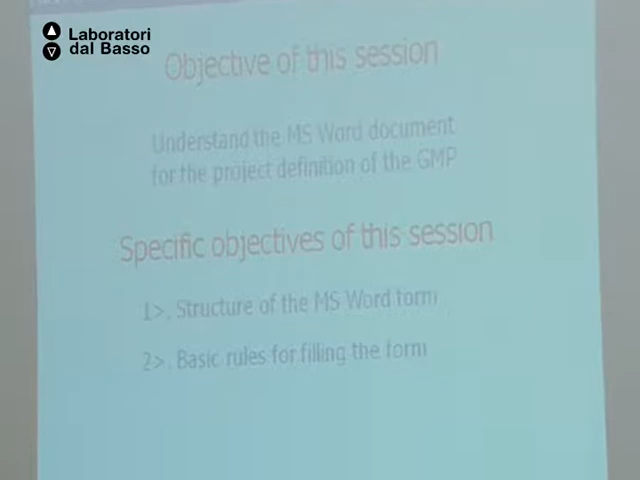 Laboratori
dal Basso
Objective of this session
Understand the MS Word document
for the project definition of the GMP
Specific objectives of this session
1>. Structure of the MS Word form
2>. Basic rules for filling the form